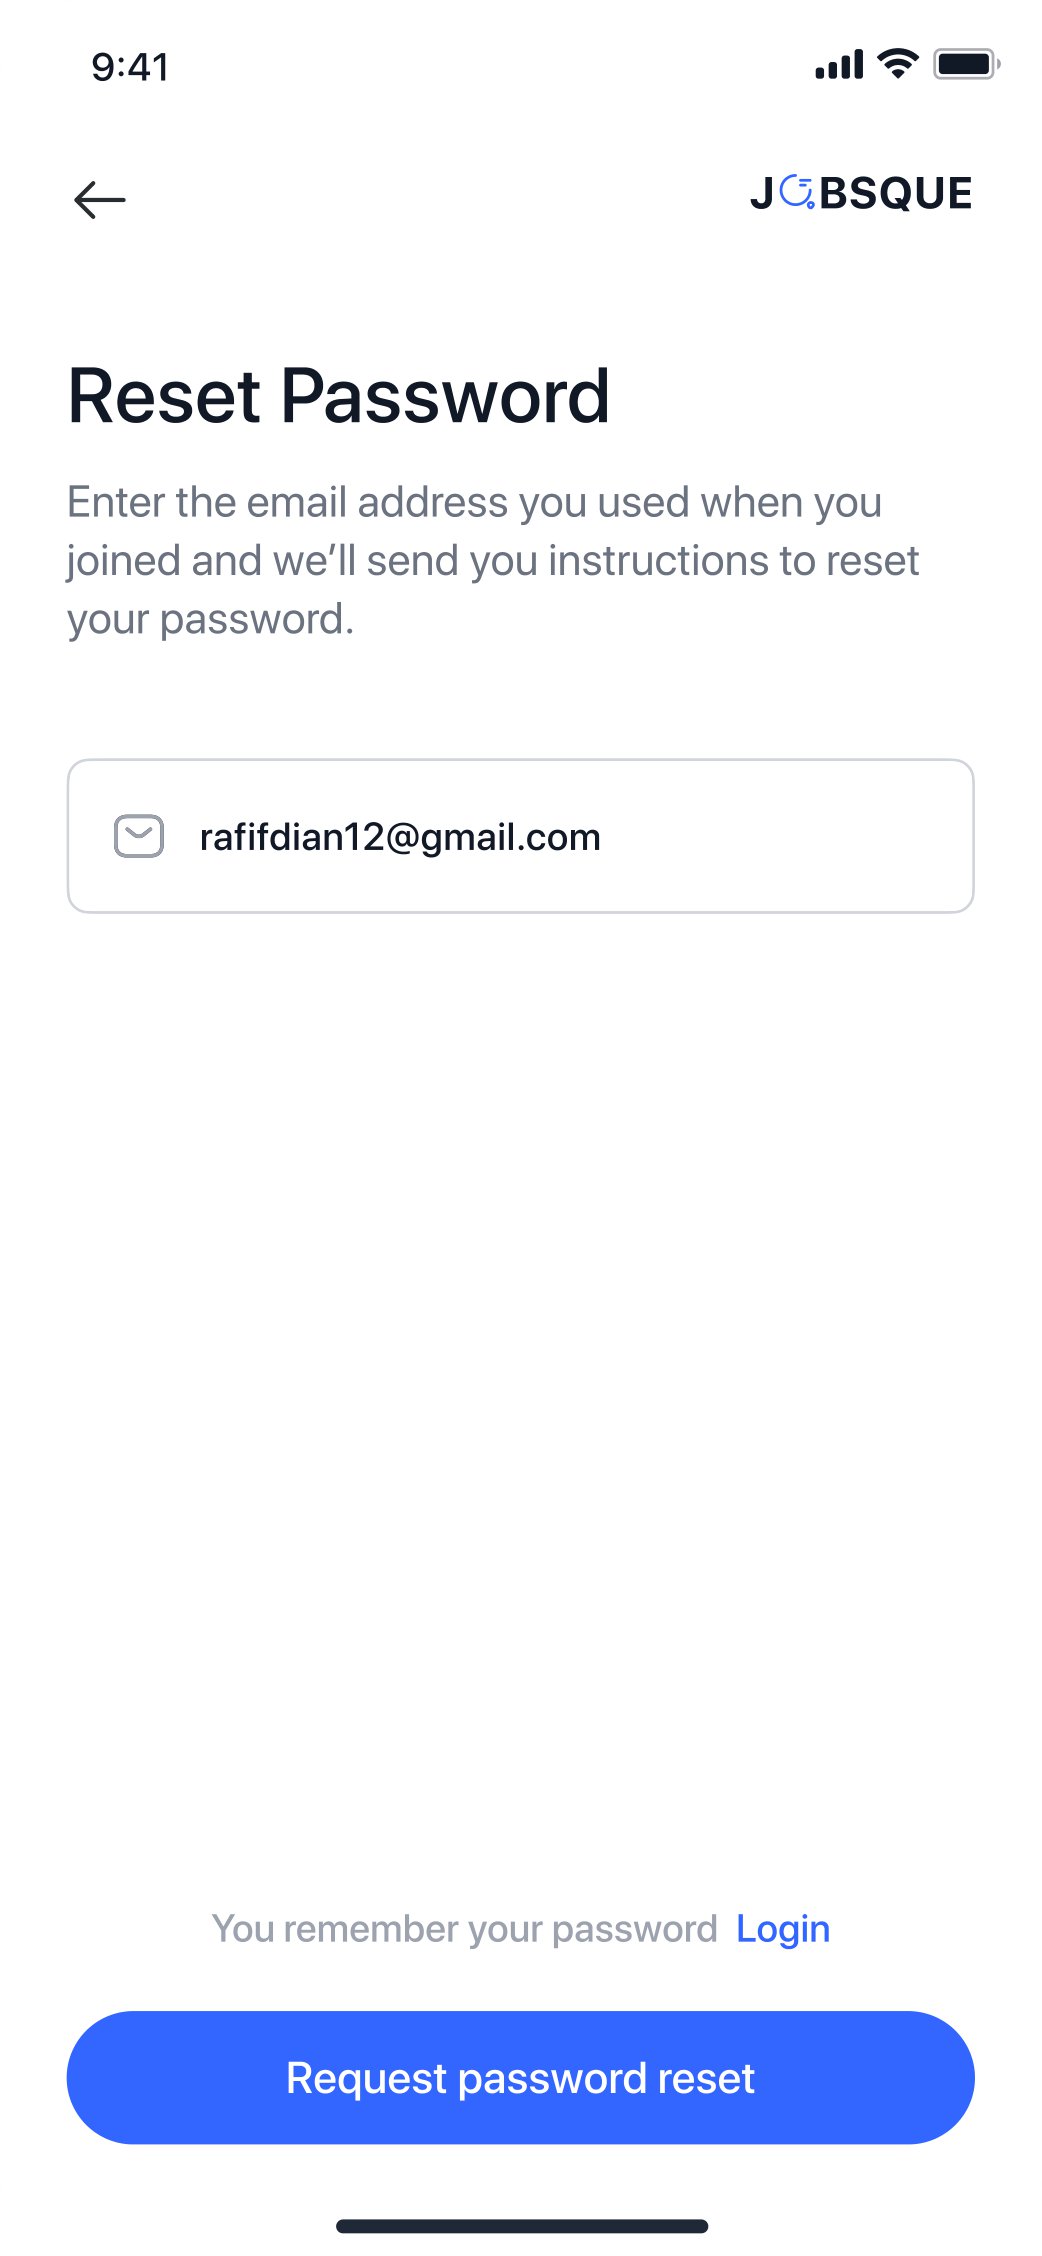 9:41
JOBSQUE
Reset Password
Enter the email address you used when you
joined and we’ll send you instructions to reset
your password.
rafifdian12@gmail.com
You remember your password Login
Request password reset